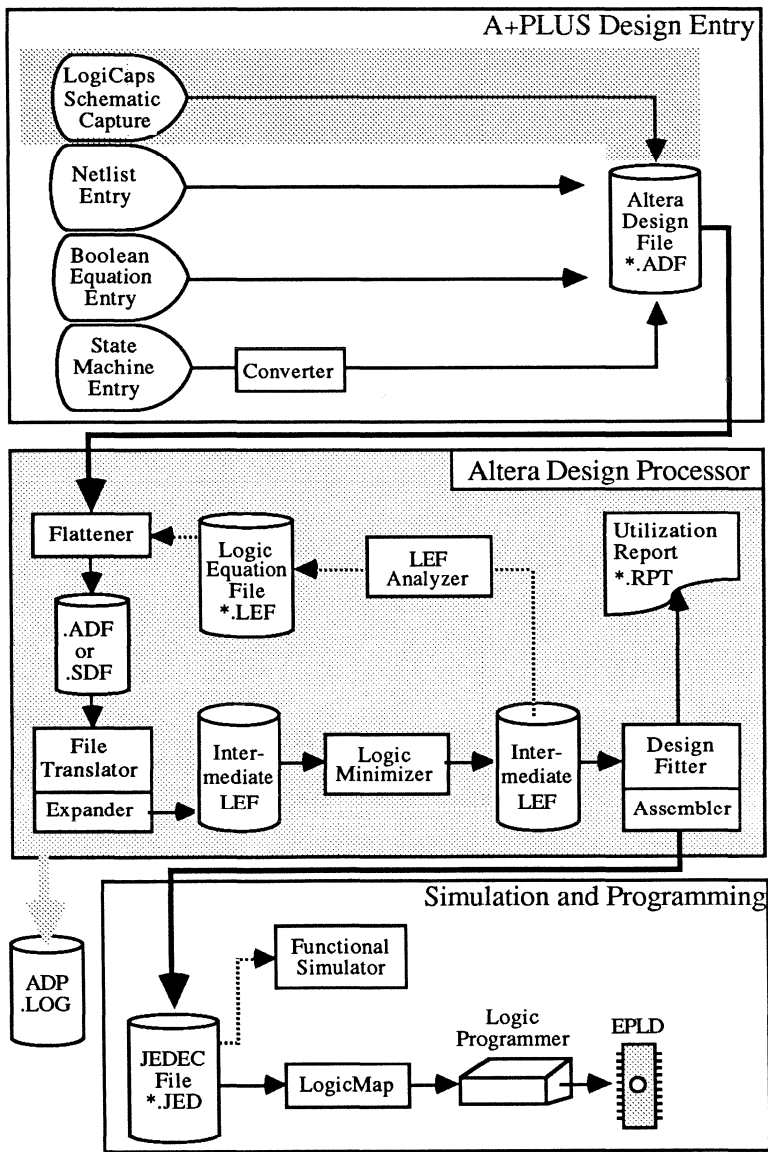 A+PLUS Design Entry
LogiCaps
Schematic
Capture
Netlist
Entry
Boolean
Equation
Entry
State
Machine
Entry
Converter
Altera
Design
File
*.ADF
Altera Design Processor
Flattener
Logic
Equation
File
*.LEF
LEF
Analyzer
Utilization
Report
*.RPT
.ADF
or
.SDF
File
Translator
Expander
Inter-
mediate
LEF
Logic
Minimizer
Inter-
mediate
LEF
Design
Fitter
Assembler
Simulation and Programming
ADP
.LOG
Functional
Simulator
JEDEC
File
*.JED
LogicMap
Logic
Programmer
EPLD